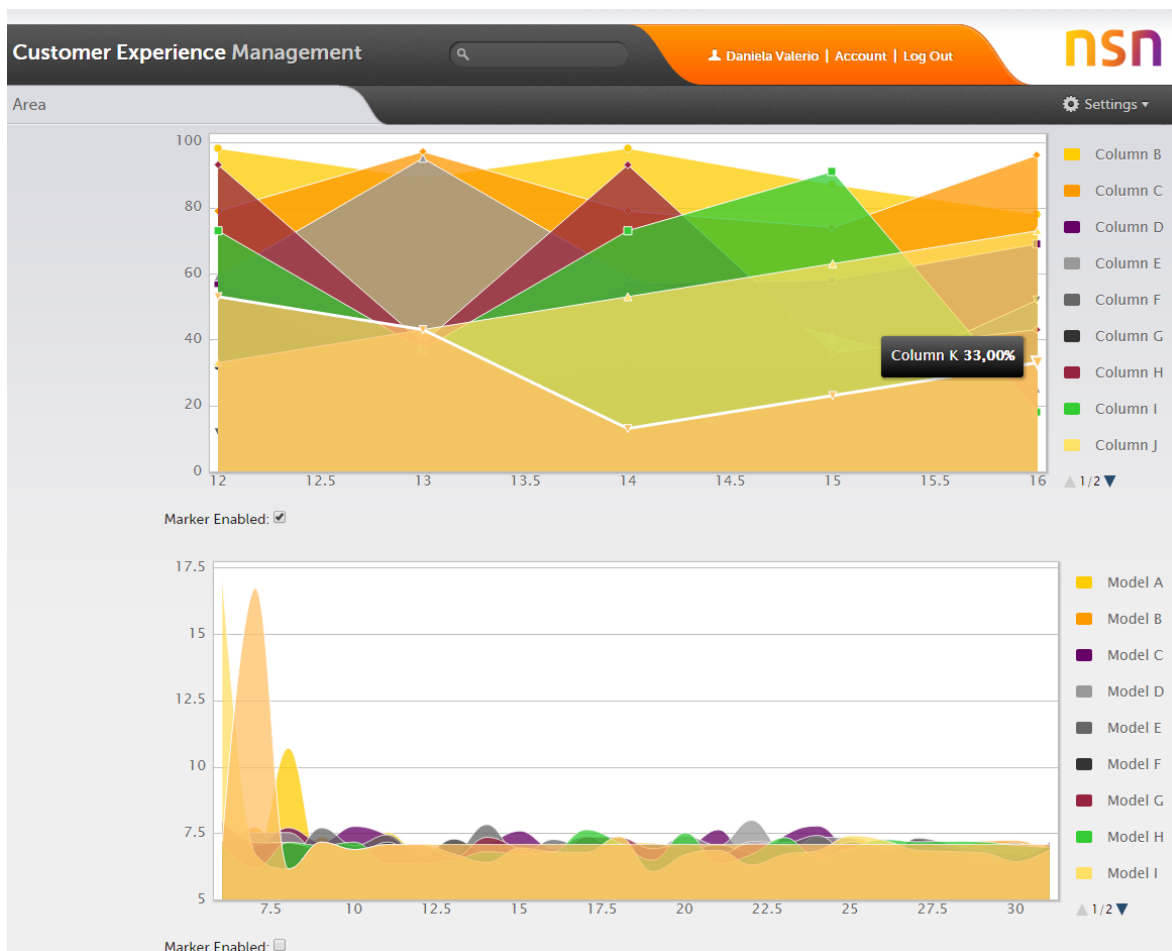 Customer Experience Management
Daniela Valerio | Account | Log Out
nsn
Area
Settings
100
80
60
40
20
0
12 12.5 13 13.5 14 14.5 15 15.5 16
Column K 33,00%
Column B
Column C
Column D
Column E
Column F
Column G
Column H
Column I
Column J
1/2
Marker Enabled:
17.5
15
12.5
10
7.5
5
7.5 10 12.5 15 17.5 20 22.5 25 27.5 30
Model A
Model B
Model C
Model D
Model E
Model F
Model G
Model H
Model I
1/2
Marker Enabled: